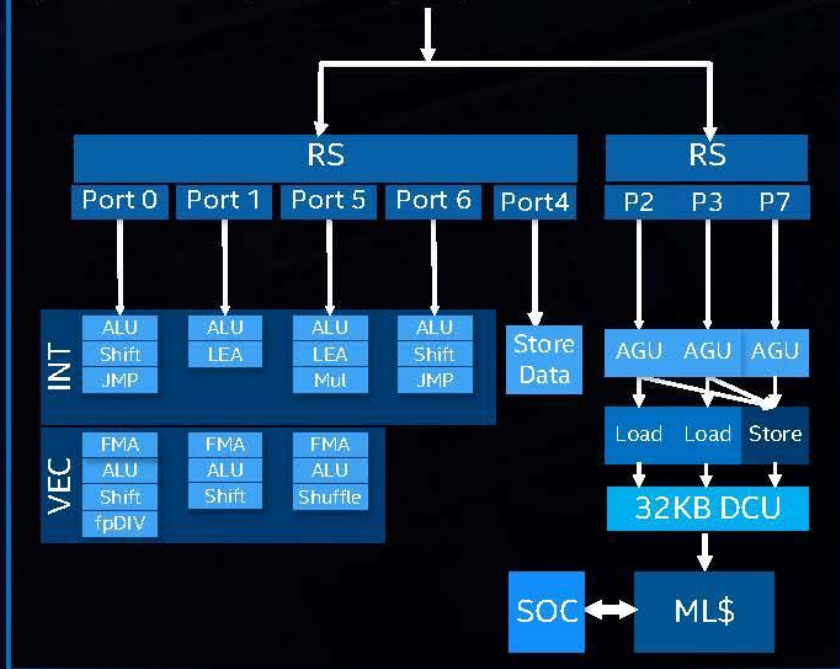 RS
RS
Port 0 Port 1 Port 5 Port 6 Port4
P2 P3 P7
INT
ALU
Shift
JMP
ALU
LEA
ALU
LEA
Mul
ALU
Shift
JMP
Store
Data
AGU AGU AGU
Load Load Store
VEC
FMA
ALU
Shift
fpDIV
FMA
ALU
Shift
FMA
ALU
Shuffle
32KB DCU
SOC
ML$